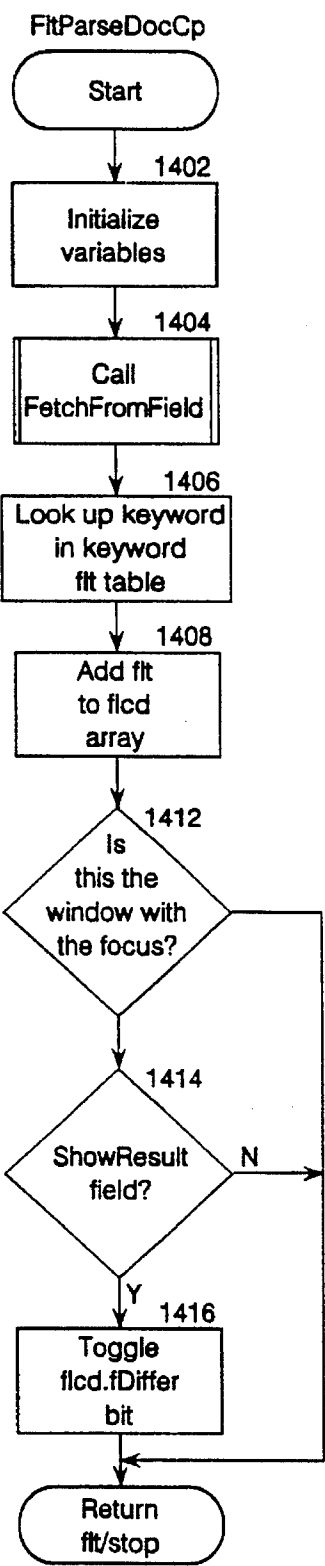 FltParseDocCp
Start
1402
Initialize
variables
1404
Call
FetchFromField
1406
Look up keyword
in keyword
flt table
1408
Add flt
to flcd
array
1412
Is
this the
window with
the focus?
1414
ShowResult
field?
N
Y
1416
Toggle
flcd.fDiffer
bit
Return
flt/stop